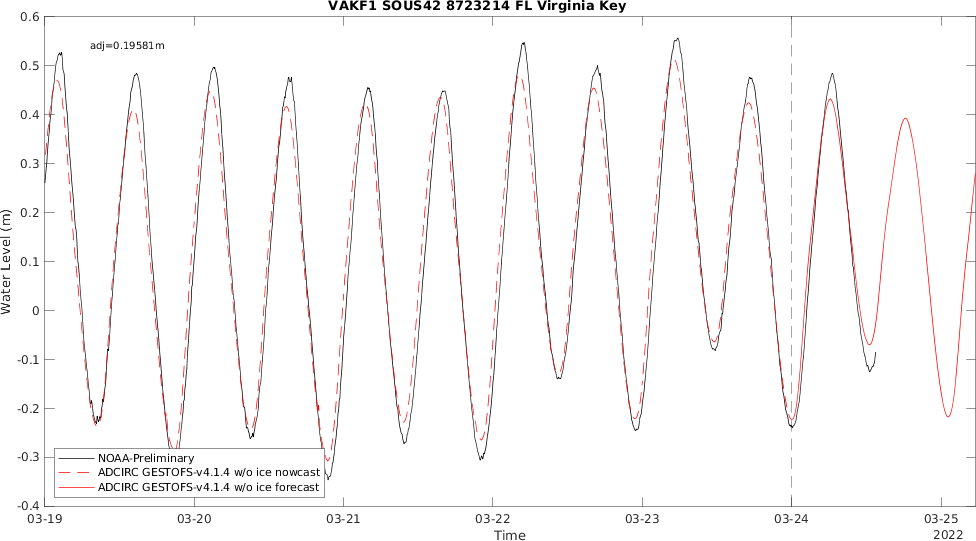 VAKF1 SOUS42 8723214 FL Virginia Key
adj=0.19581m
0.6
0.5
0.4
0.3
0.2
0.1
0
-0.1
-0.2
-0.3
-0.4
Water Level (m)
NOAA-Preliminary
ADCIRC GESTOFS-v4.1.4 w/o ice nowcast
ADCIRC GESTOFS-v4.1.4 w/o ice forecast
03-19 03-20 03-21 03-22 03-23 03-24 03-25
Time
2022